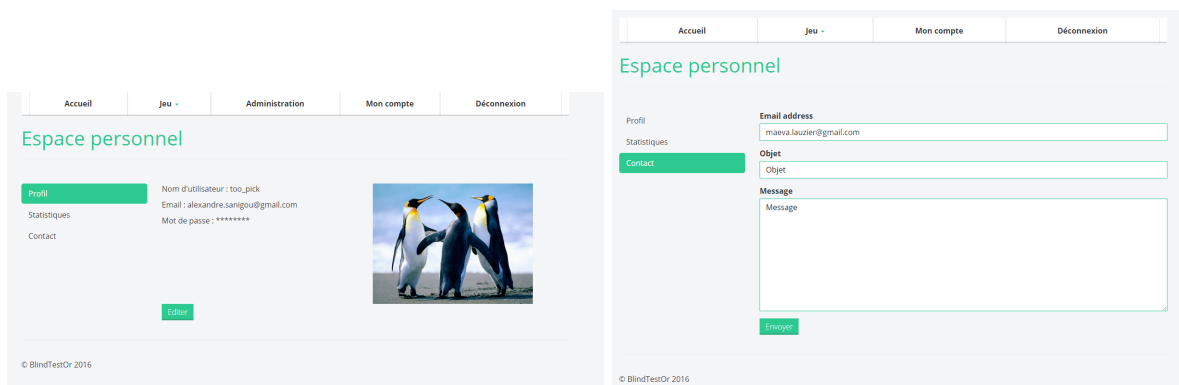 Accueil Jeu Administration Mon compte Déconnexion
Espace personnel
Profil
Statistiques
Contact
Nom d'utilisateur : too_pick
Email : alexandre.sanigou@gmail.com
Mot de passe : ********
Editer
© BlindTestOr 2016
Accueil Jeu Mon compte Déconnexion
Espace personnel
Profil
Statistiques
Contact
Email address
maeva.lauzier@gmail.com
Objet
Objet
Message
Message
Envoyer
© BlindTestOr 2016